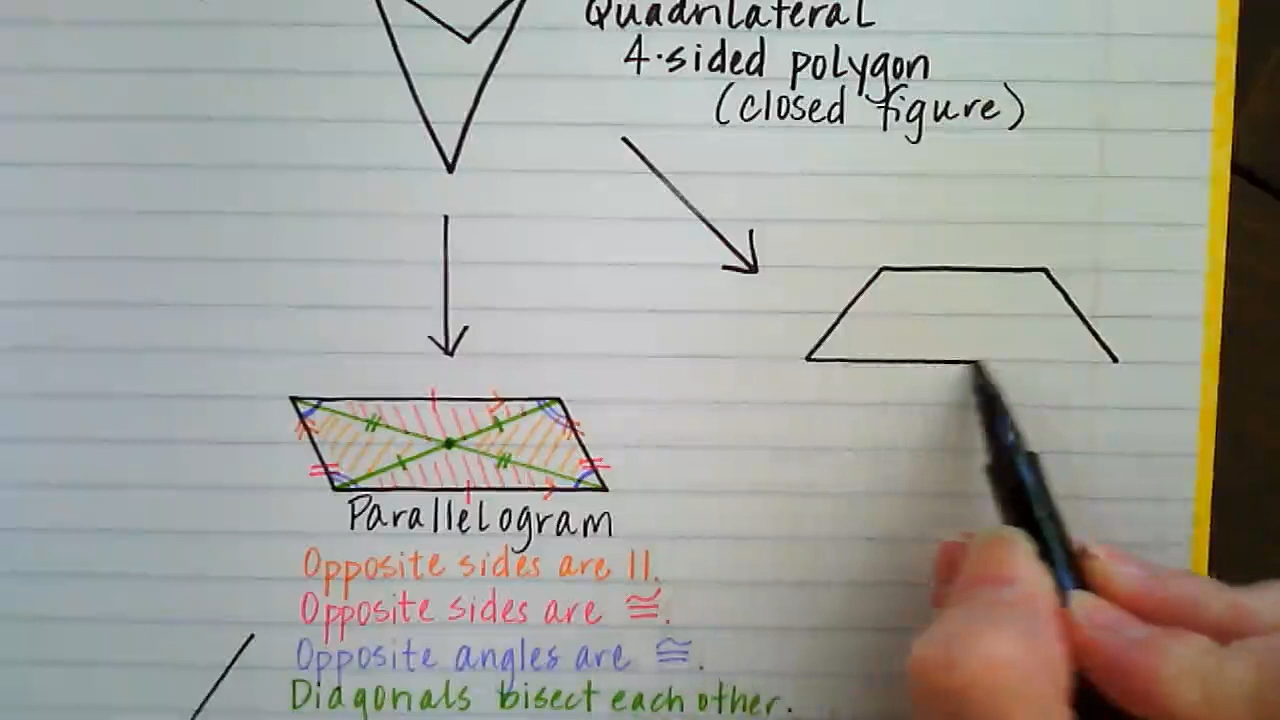 Quadrilateral
4-sided polygon
(closed figure)
Parallelogram
Opposite sides are ||.
Opposite sides are ≅.
Opposite angles are ≅.
Diagonals bisect each other.